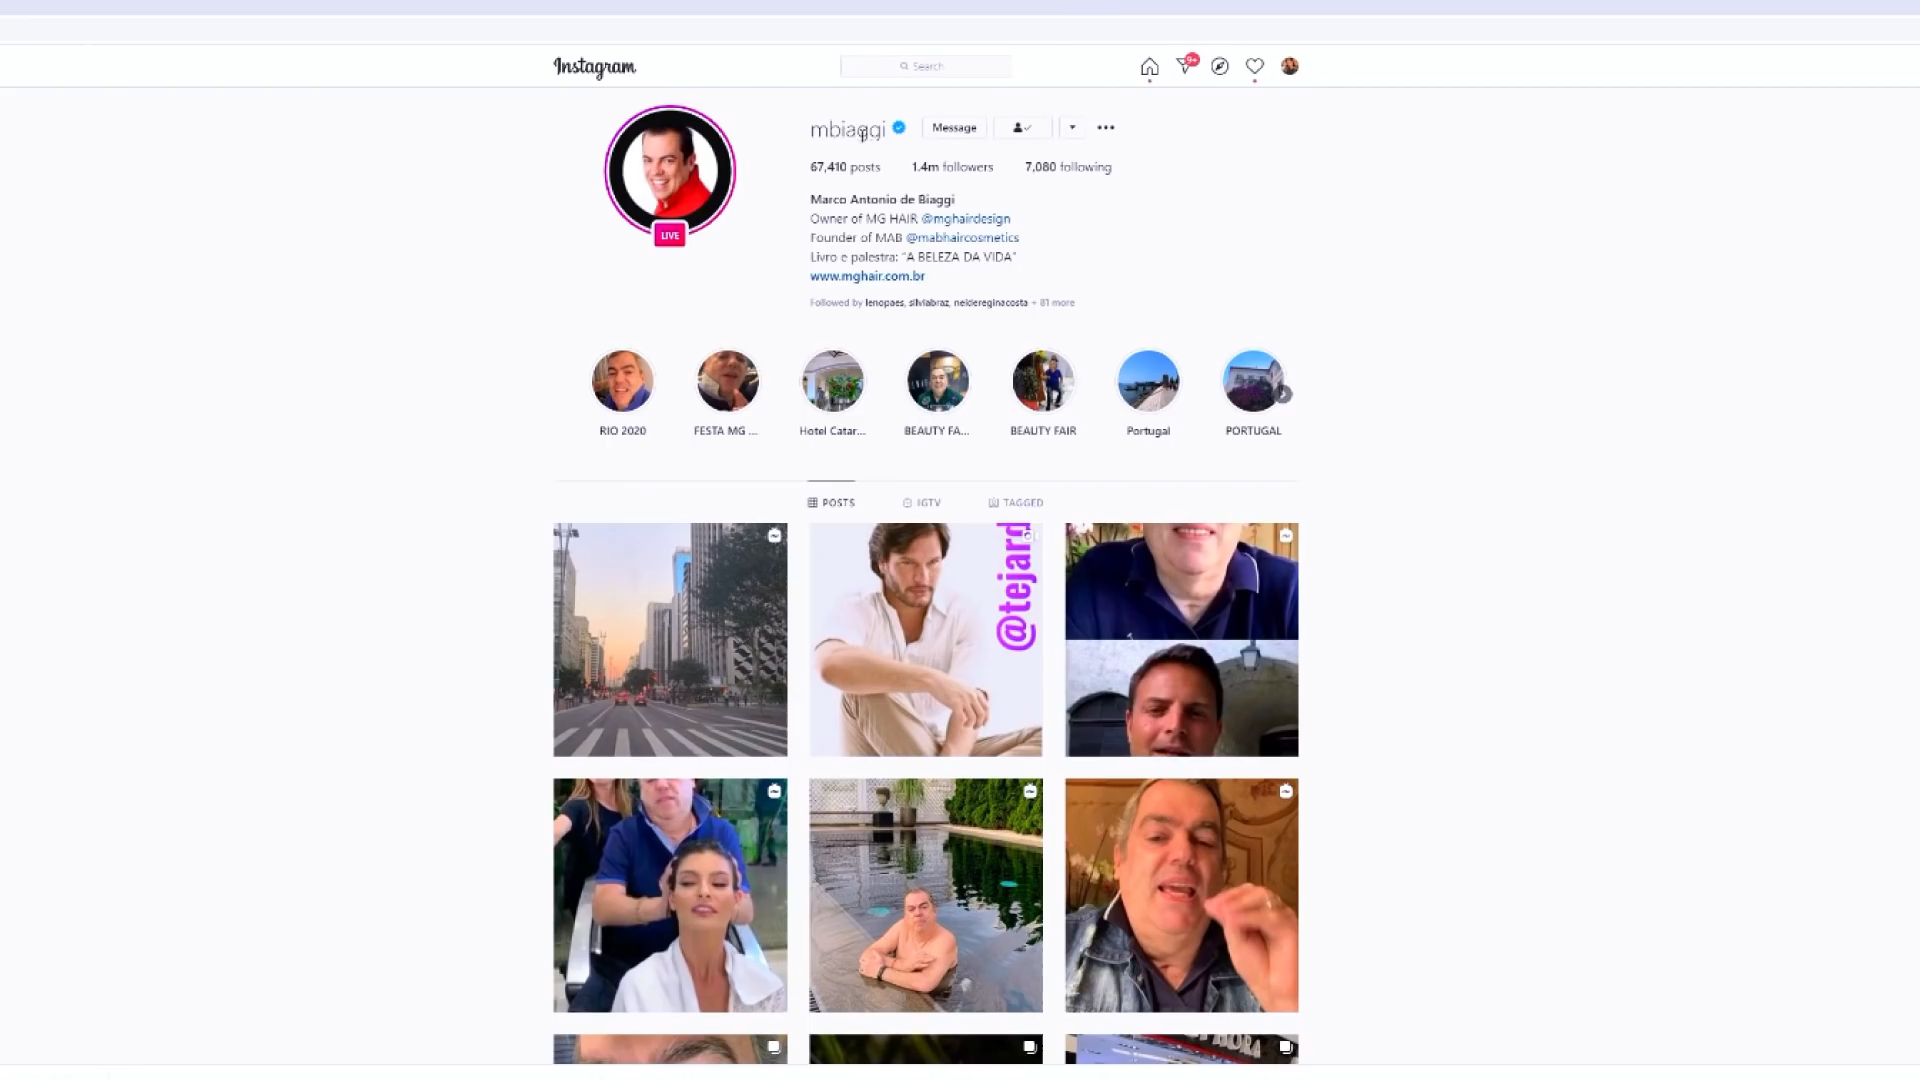 Instagram
Search
9+
mbiaggi
Message
67,410 posts 1.4m followers 7,080 following
Marco Antonio de Biaggi
Owner of MG HAIR @mghairdesign
Founder of MAB @mabhaircosmetics
Livro e palestra: "A BELEZA DA VIDA"
www.mghair.com.br
Followed by lenopaes, silviabraz, neidereginacosta + 81 more
LIVE
RIO 2020
FESTA MG ...
Hotel Catar...
BEAUTY FA...
BEAUTY FAIR
Portugal
PORTUGAL
POSTS
IGTV
TAGGED
@tejard